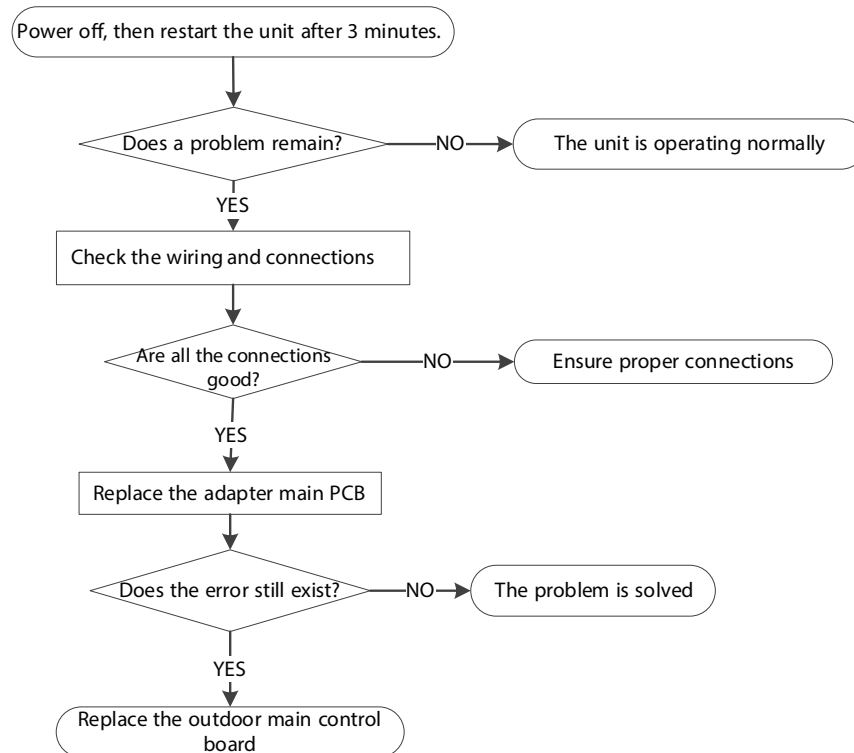 Power off, then restart the unit after 3 minutes.
Does a problem remain?
NO
The unit is operating normally
YES
Check the wiring and connections
Are all the connections
good?
NO
Ensure proper connections
YES
Replace the adapter main PCB
Does the error still exist?
NO
The problem is solved
YES
Replace the outdoor main control
board